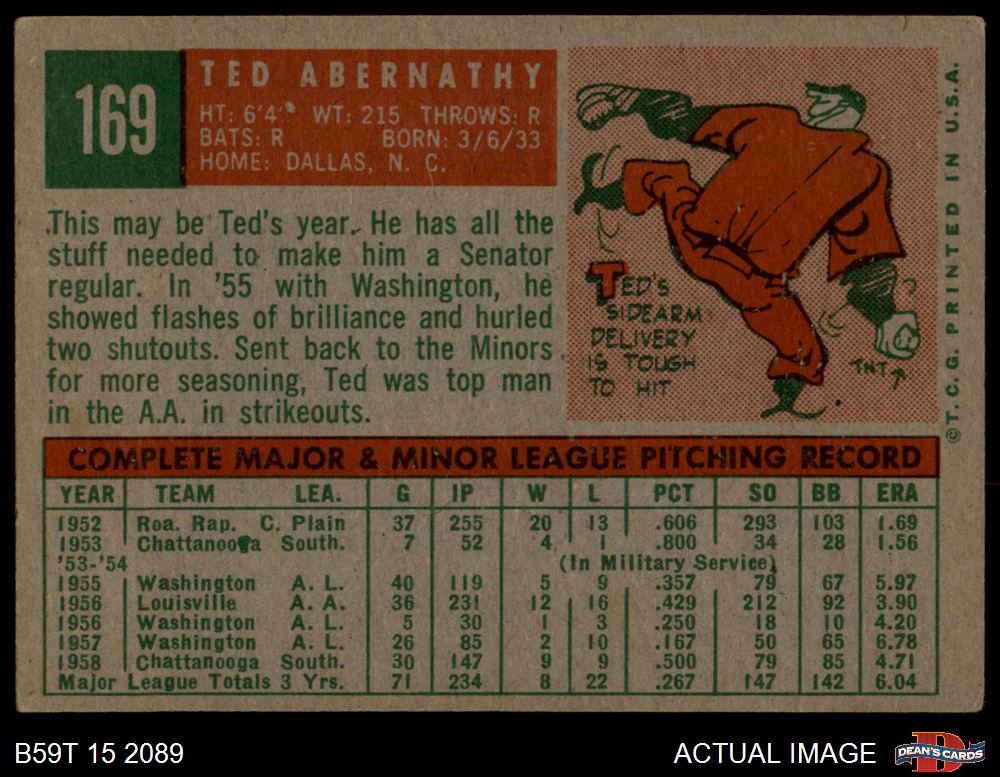 169
TED ABERNATHY
HT: 6'4" WT: 215 THROWS: R
BATS: R BORN: 3/6/33
HOME: DALLAS, N. C.
This may be Ted's year. He has all the
stuff needed to make him a Senator
regular. In '55 with Washington, he
showed flashes of brilliance and hurled
two shutouts. Sent back to the Minors
for more seasoning, Ted was top man
in the A.A. in strikeouts.
TED'S
SIDEARM
DELIVERY
IS TOUGH
TO HIT
TNT
©T. C. G. PRINTED IN U.S.A.
COMPLETE MAJOR & MINOR LEAGUE PITCHING RECORD
YEAR TEAM LEA. G IP W L PCT SO BB ERA
1952 Roa. Rap. C. Plain 37 255 20 13 .606 293 103 1.69
1953 Chattanooga South. 7 52 4 1 .800 34 28 1.56
'53-'54 (In Military Service)
1955 Washington A. L. 40 119 5 9 .357 79 67 5.97
1956 Louisville A. A. 36 231 12 16 .429 212 92 3.90
1956 Washington A. L. 5 30 1 3 .250 18 10 4.20
1957 Washington A. L. 26 85 2 10 .167 50 65 6.78
1958 Chattanooga South. 30 147 9 9 .500 79 85 4.71
Major League Totals 3 Yrs. 71 234 8 22 .267 147 142 6.04
B59T 15 2089
ACTUAL IMAGE
D
DEAN'S CARDS